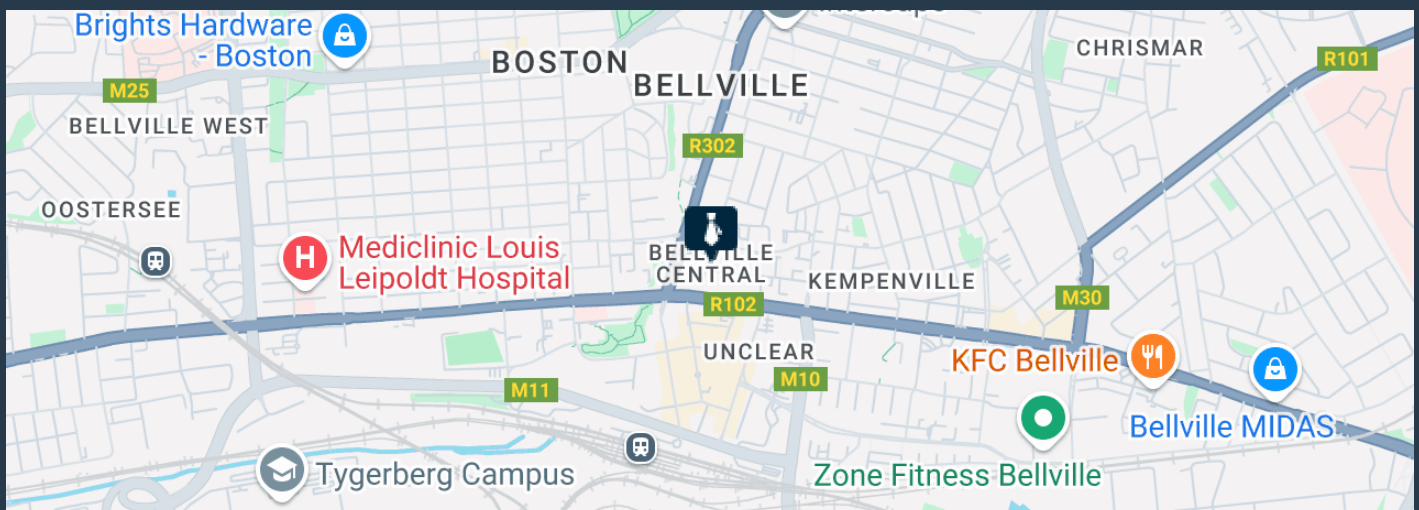 Brights Hardware
- Boston
BOSTON
BELLVILLE
CHRISMAR
R101
M25
BELLVILLE WEST
R302
OOSTERSEE
Mediclinic Louis
Leipoldt Hospital
BELLVILLE
CENTRAL
KEMPENVILLE
M30
R102
UNCLEAR
KFC Bellville
M10
M11
Bellville MIDAS
Tygerberg Campus
Zone Fitness Bellville